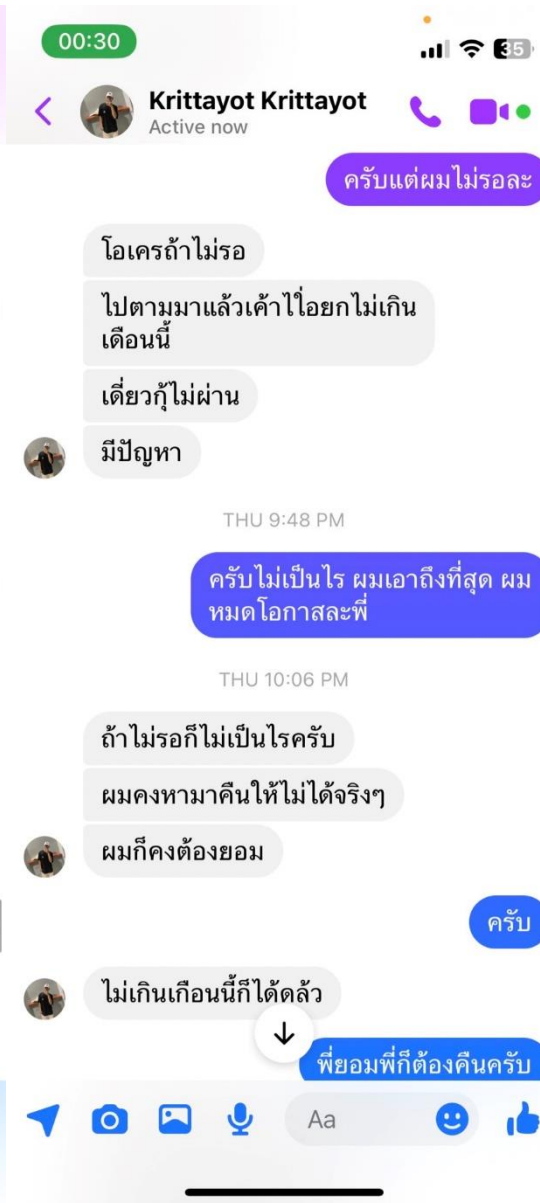 00:30
35
Krittayot Krittayot
Active now
ครับแต่ผมไม่รอละ
โอเครถ้าไม่รอ
ไปตามมาแล้วเค้าไใ่อยกไม่เกิน
เดือนนี้
เดี่ยวกุ้ไม่ผ่าน
มีปัญหา
THU 9:48 PM
ครับไม่เป็นไร ผมเอาถึงที่สุด ผม
หมดโอกาสละพี่
THU 10:06 PM
ถ้าไม่รอก็ไม่เป็นไรครับ
ผมคงหามาคืนให้ไม่ได้จริงๆ
ผมก็คงต้องยอม
ครับ
ไม่เกินเกือนนี้ก็ได้ดล้ว
พี่ยอมพี่ก็ต้องคืนครับ
Aa